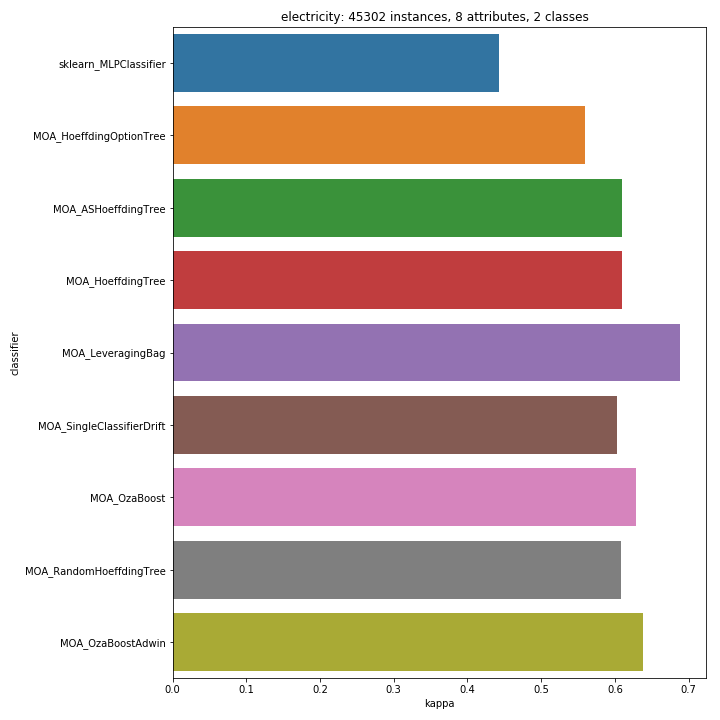 electricity: 45302 instances, 8 attributes, 2 classes
sklearn_MLPClassifier
MOA_HoeffdingOptionTree
MOA_ASHoeffdingTree
MOA_HoeffdingTree
MOA_LeveragingBag
MOA_SingleClassifierDrift
MOA_OzaBoost
MOA_RandomHoeffdingTree
MOA_OzaBoostAdwin
classifier
0.0 0.1 0.2 0.3 0.4 0.5 0.6 0.7
kappa